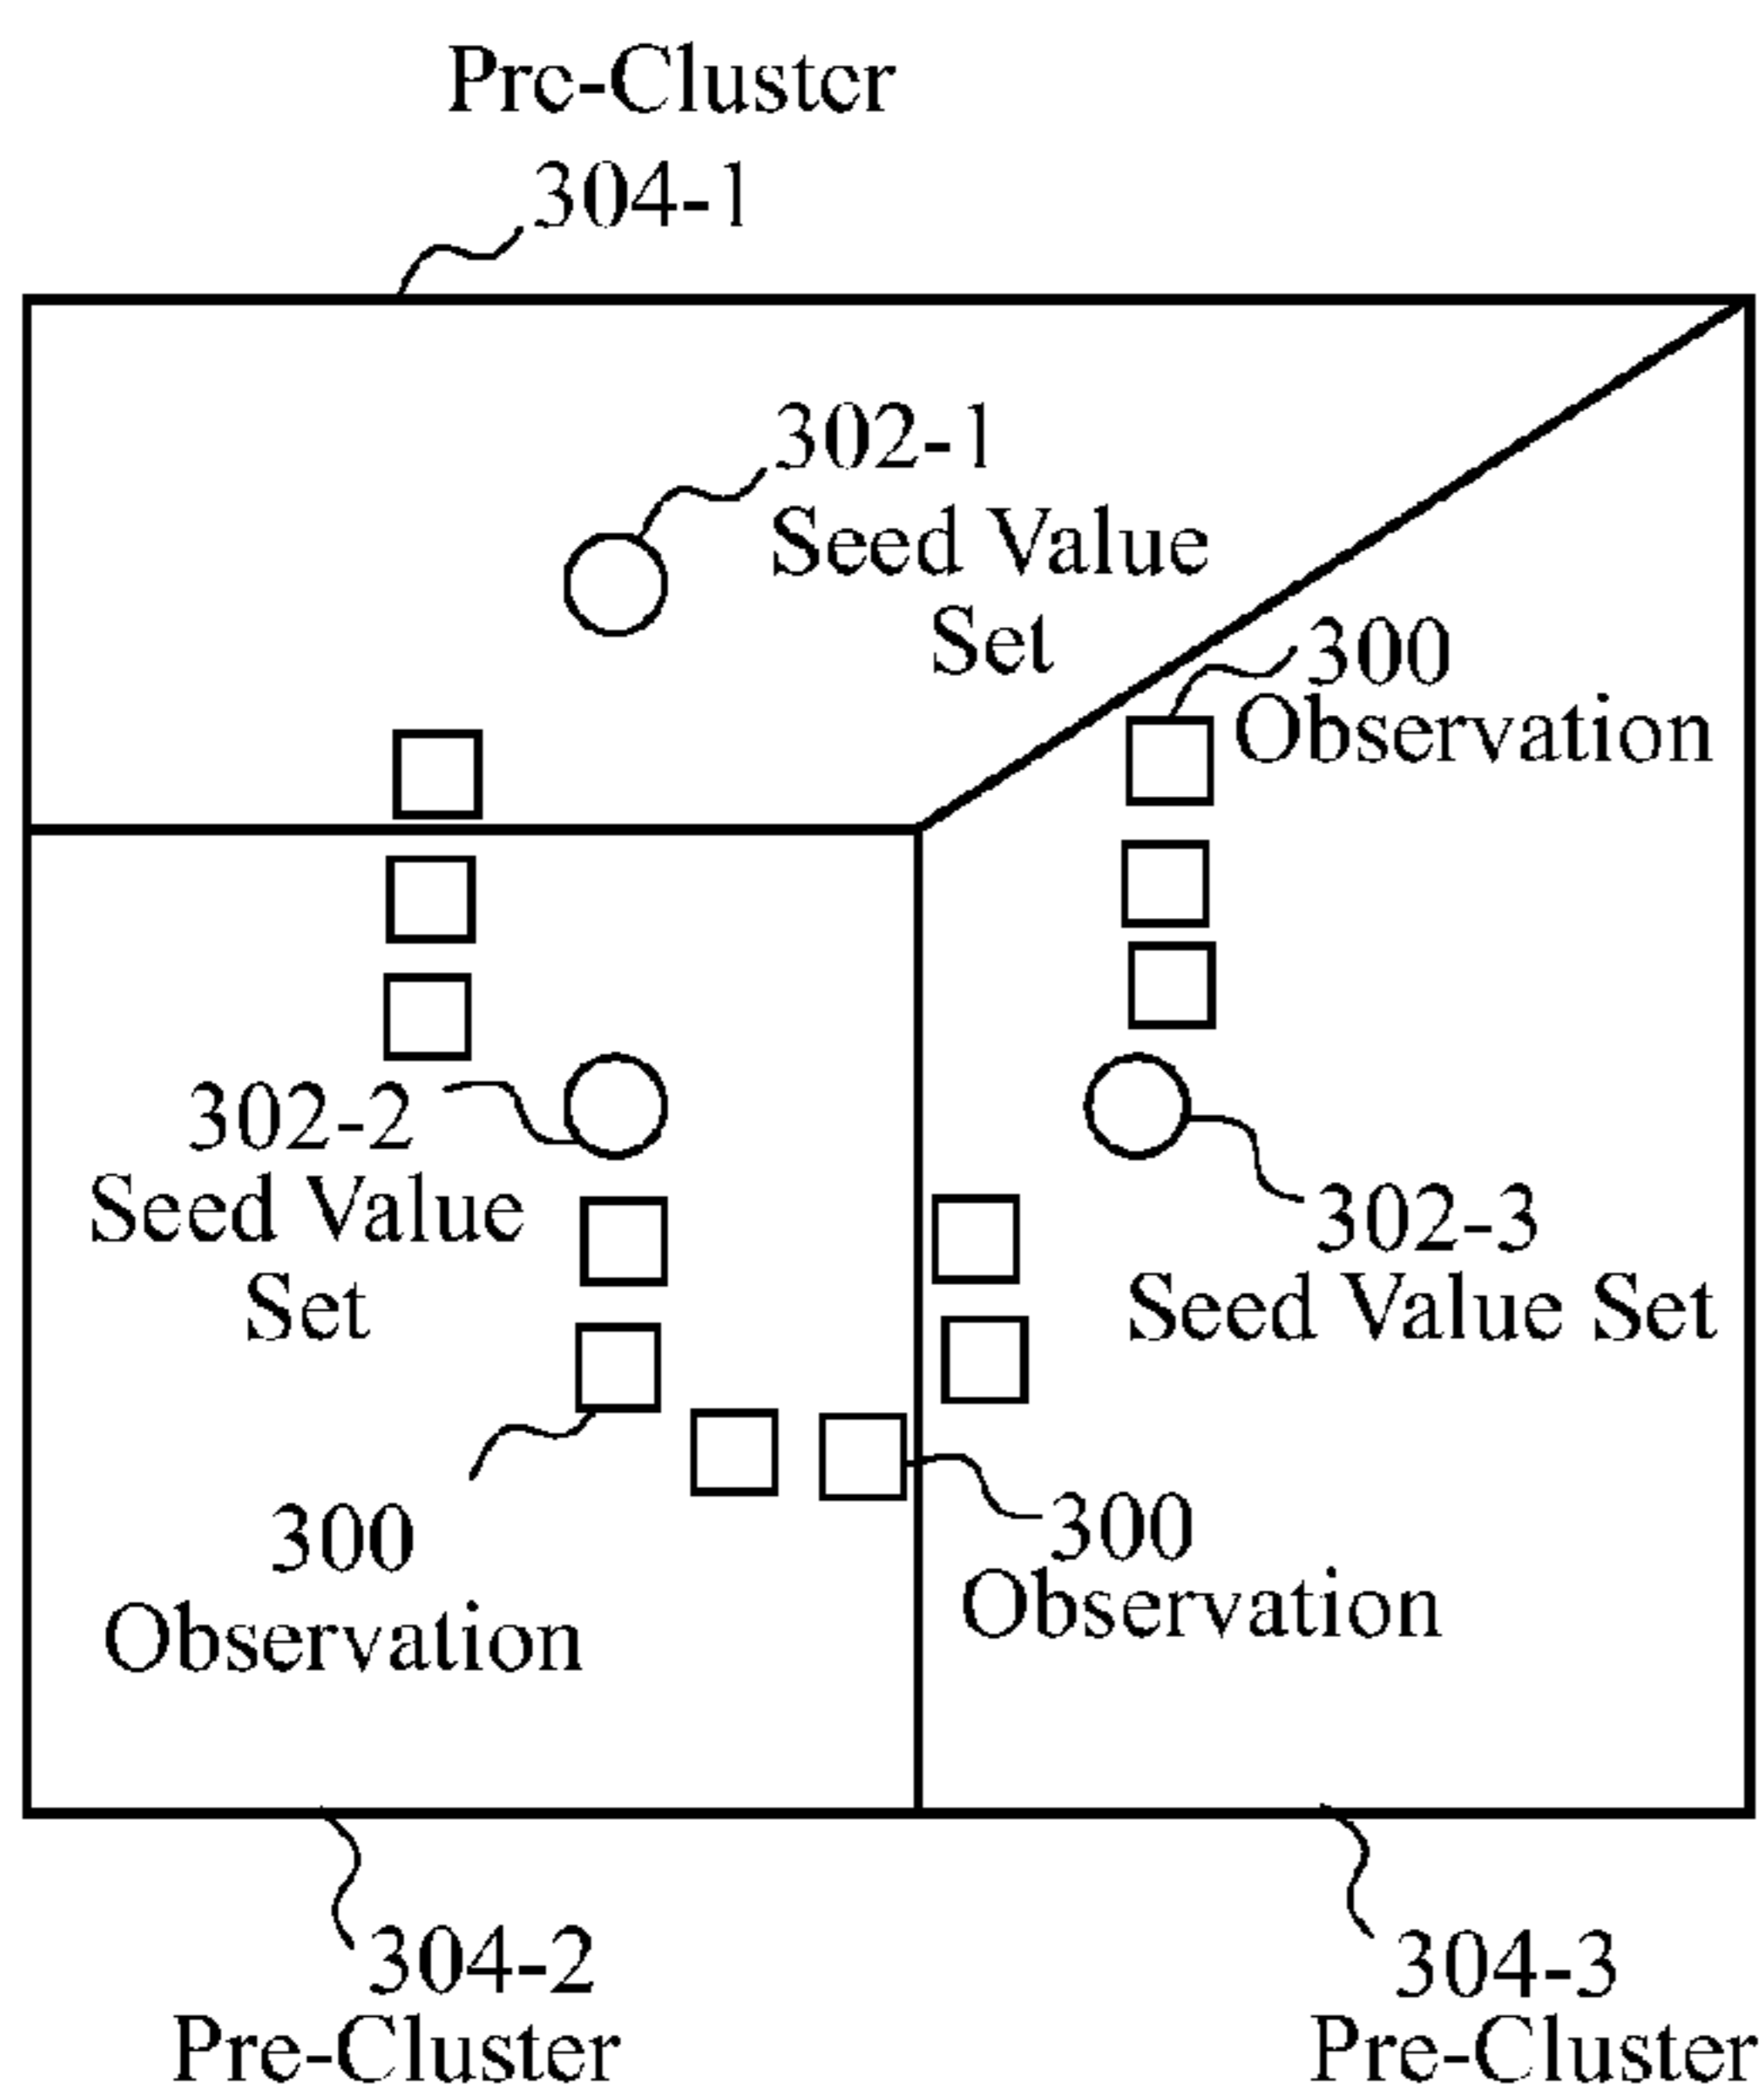 Pre-Cluster
304-1
302-1
Seed Value
Set
300
Observation
302-2
Seed Value
Set
302-3
Seed Value Set
300
Observation
300
Observation
304-2
Pre-Cluster
304-3
Pre-Cluster